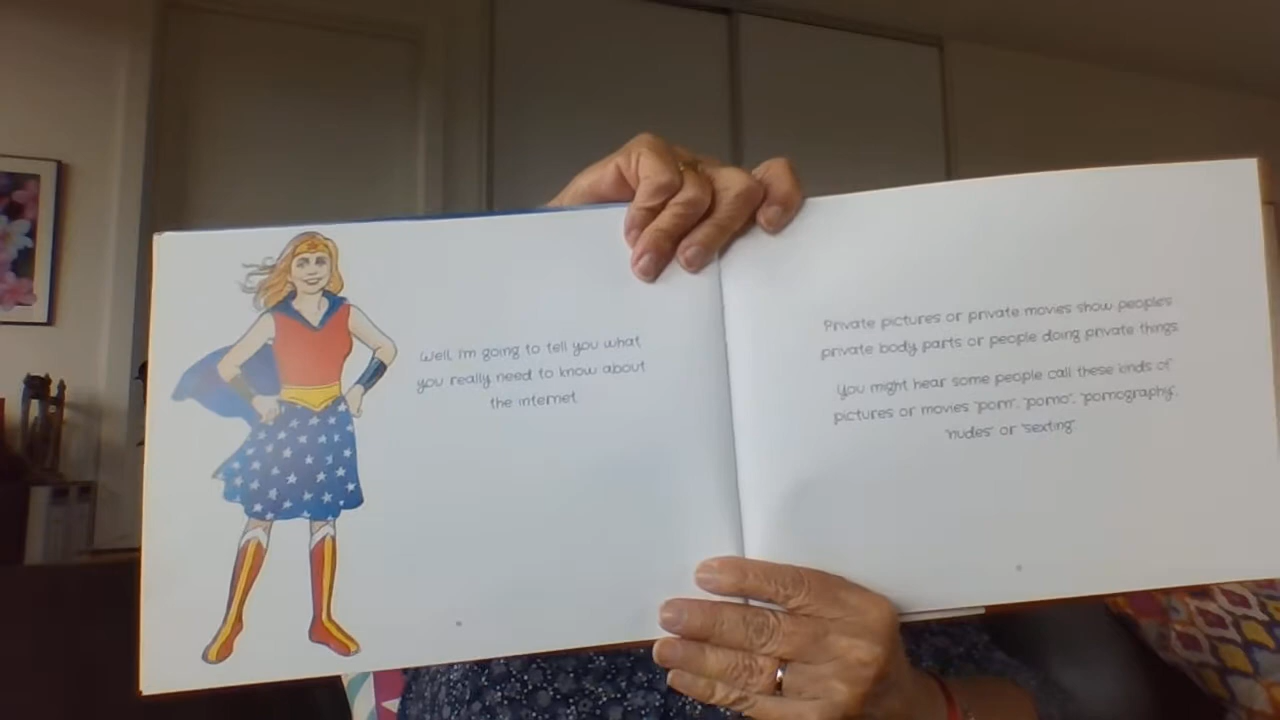 Well, I'm going to tell you what
you really need to know about
the internet.
Private pictures or private movies show people's
private body parts or people doing private things.
You might hear some people call these kinds of
pictures or movies "porn", "porno", "pornography",
"nudes" or "sexting".